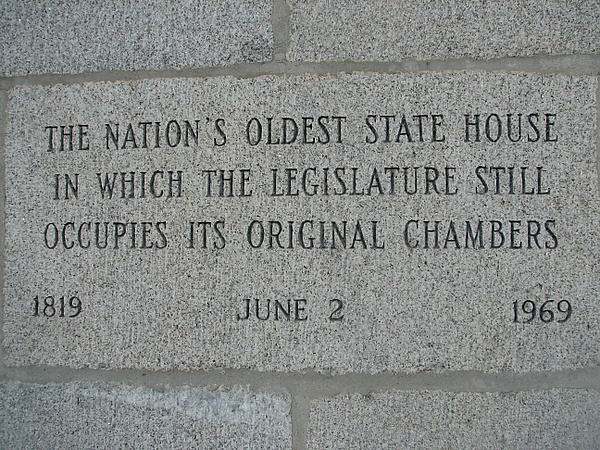 THE NATION'S OLDEST STATE HOUSE
IN WHICH THE LEGISLATURE STILL
OCCUPIES ITS ORIGINAL CHAMBERS
1819 JUNE 2 1969